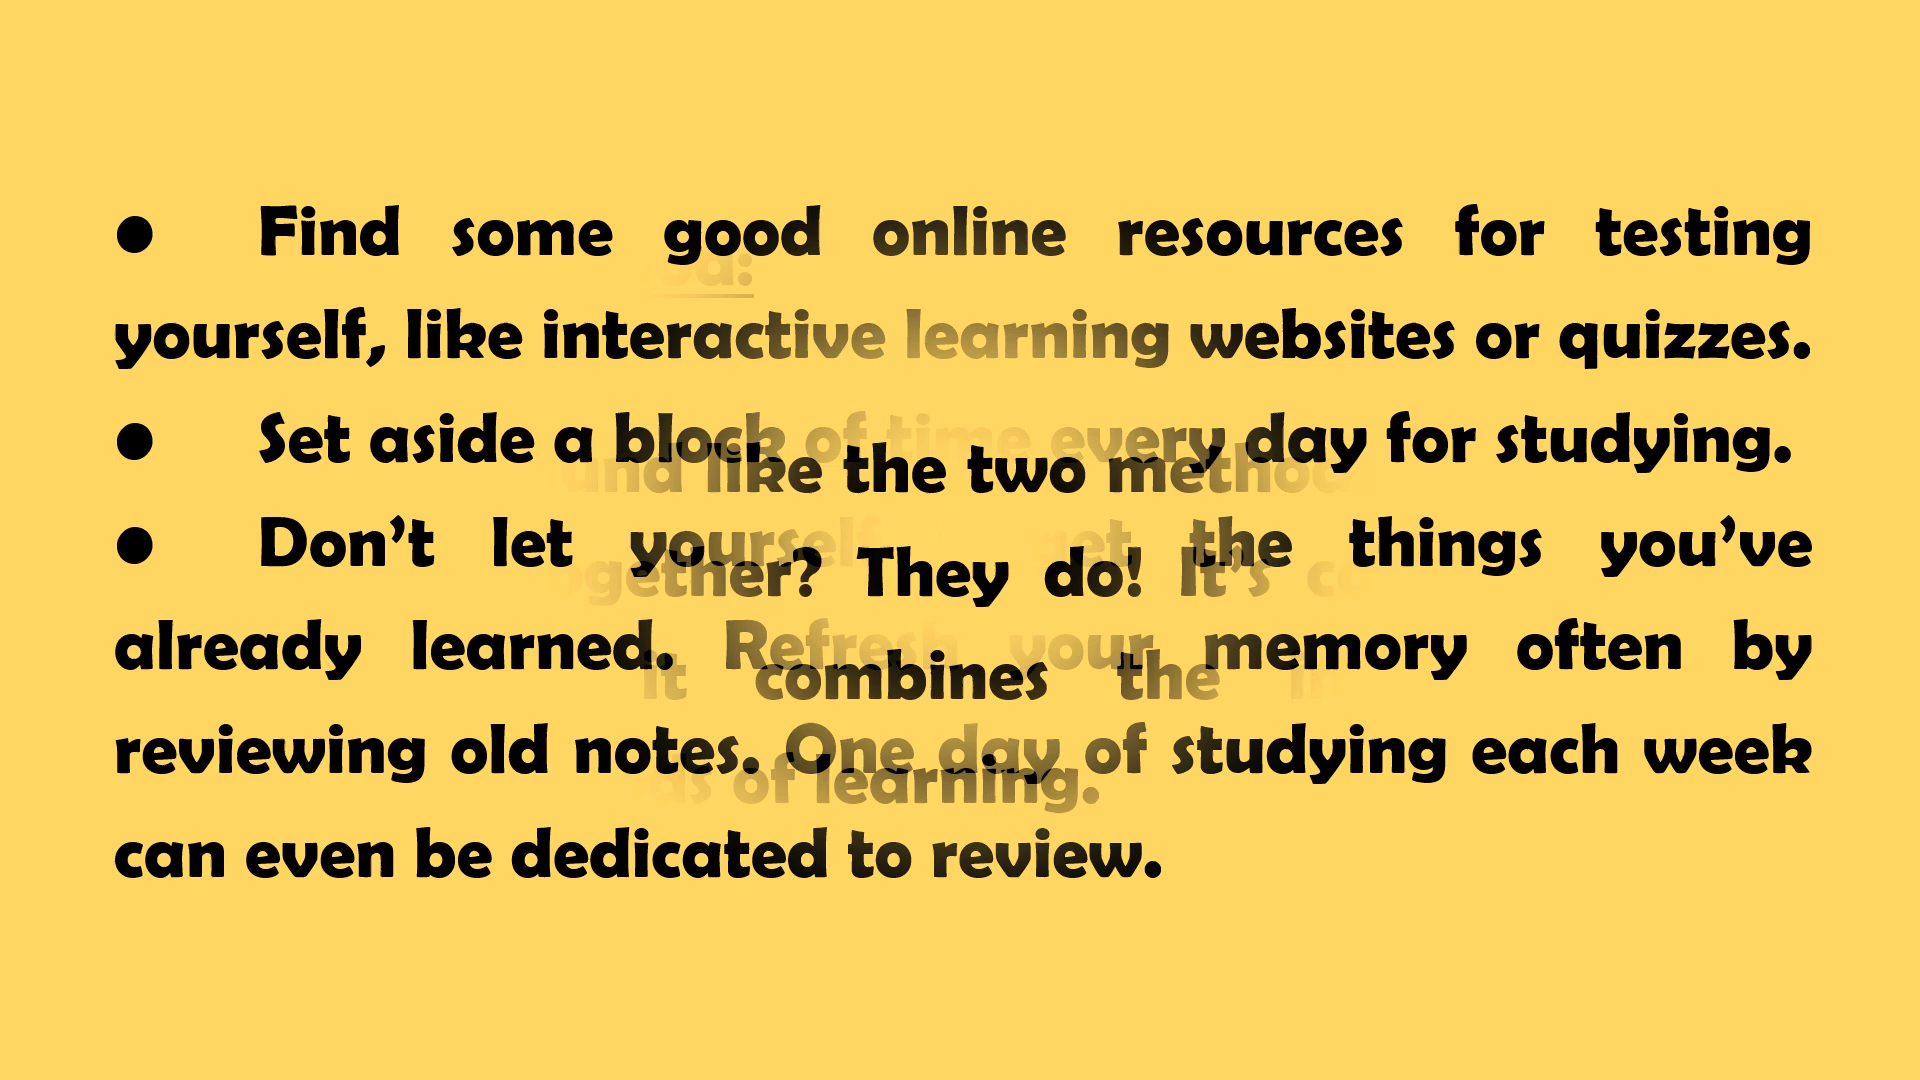 ● Find some good online resources for testing
yourself, like interactive learning websites or quizzes.
● Set aside a block of time every day for studying.
like the two
● Don’t let yourself get the things you’ve
together? They do! It’s
already learned. Refresh your memory often by
It combines the
reviewing old notes. One day of studying each week
of learning.
can even be dedicated to review.